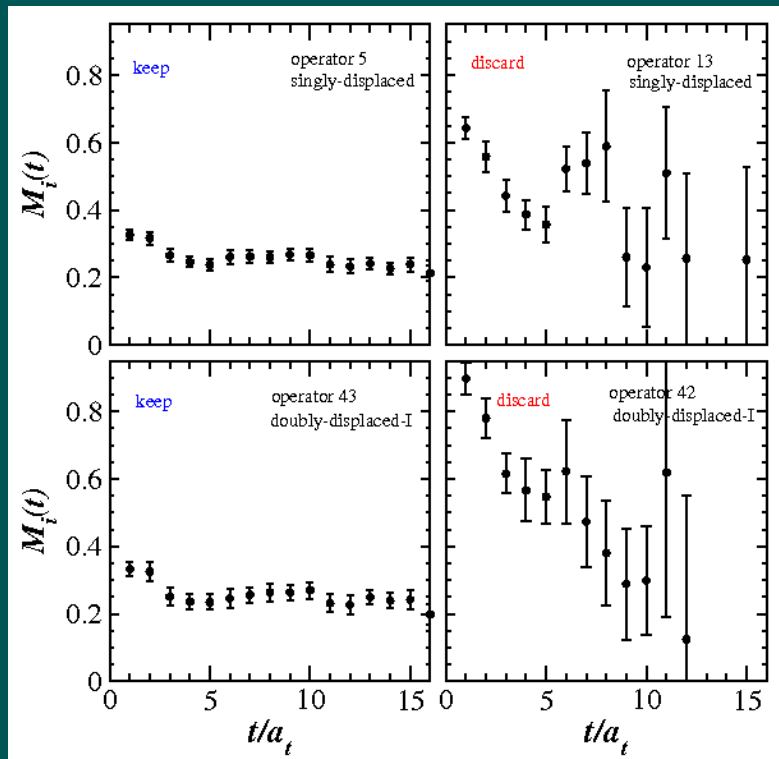 keep
operator 5
singly-displaced
discard
operator 13
singly-displaced
0.8
0.6
0.4
0.2
0
M_i(t)
keep
operator 43
doubly-displaced-I
discard
operator 42
doubly-displaced-I
0.8
0.6
0.4
0.2
0
M_i(t)
0 5 10 15 0 5 10 15
t/a_t t/a_t